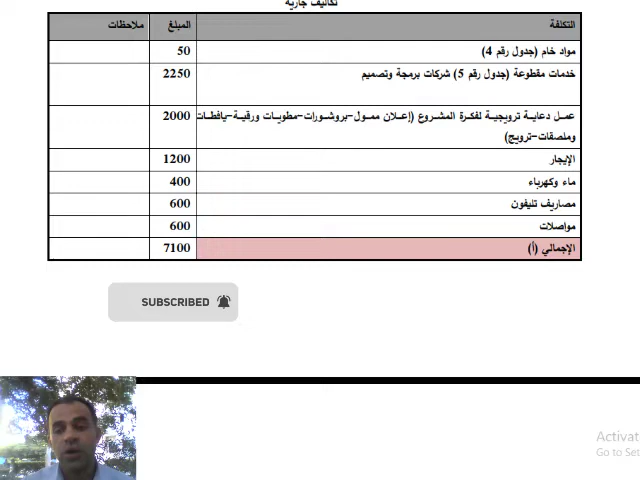 تكاليف جارية
التكلفة المبلغ ملاحظات
مواد خام (جدول رقم 4) 50
خدمات مقطوعة (جدول رقم 5) شركات برمجة وتصميم 2250
عمل دعاية ترويجية لفكرة المشروع (إعلان ممول-بروشورات-مطويات ورقية-يافطات 2000
وملصقات-ترويج)
الإيجار 1200
ماء وكهرباء 400
مصاريف تليفون 600
مواصلات 600
الإجمالي (أ) 7100
SUBSCRIBED
Activat
Go to Set